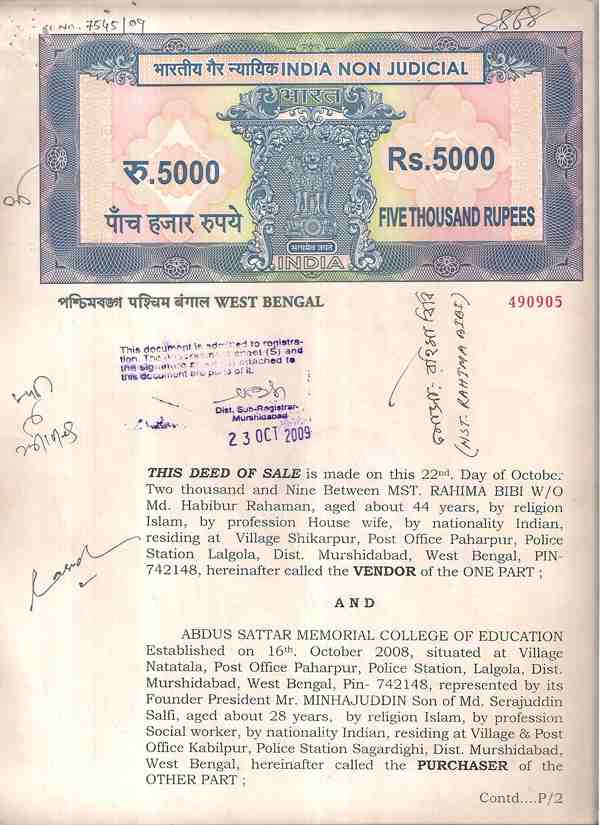 Sl. No. 7545/09
8868
भारतीय गैर न्यायिक INDIA NON JUDICIAL
भारत
रु.5000
Rs.5000
पाँच हजार रुपये
FIVE THOUSAND RUPEES
सत्यमेव जयते
INDIA
পশ্চিমবঙ্গ पश्चिम बंगाल WEST BENGAL
490905
রহিমা বিবি
(MST. RAHIMA BIBI)
This document is admitted to registra-
tion. The sheet (S) and
the signature attached to
this document are parts of it.
Dist. Sub-Registrar
Murshidabad
23 OCT 2009
THIS DEED OF SALE is made on this 22nd. Day of October
Two thousand and Nine Between MST. RAHIMA BIBI W/O
Md. Habibur Rahaman, aged about 44 years, by religion
Islam, by profession House wife, by nationality Indian,
residing at Village Shikarpur, Post Office Paharpur, Police
Station Lalgola, Dist. Murshidabad, West Bengal, PIN-
742148, hereinafter called the VENDOR of the ONE PART ;
A N D
ABDUS SATTAR MEMORIAL COLLEGE OF EDUCATION
Established on 16th. October 2008, situated at Village
Natatala, Post Office Paharpur, Police Station, Lalgola, Dist.
Murshidabad, West Bengal, Pin- 742148, represented by its
Founder President Mr. MINHAJUDDIN Son of Md. Serajuddin
Salfi, aged about 28 years, by religion Islam, by profession
Social worker, by nationality Indian, residing at Village & Post
Office Kabilpur, Police Station Sagardighi, Dist. Murshidabad,
West Bengal, hereinafter called the PURCHASER of the
OTHER PART ;
Contd....P/2